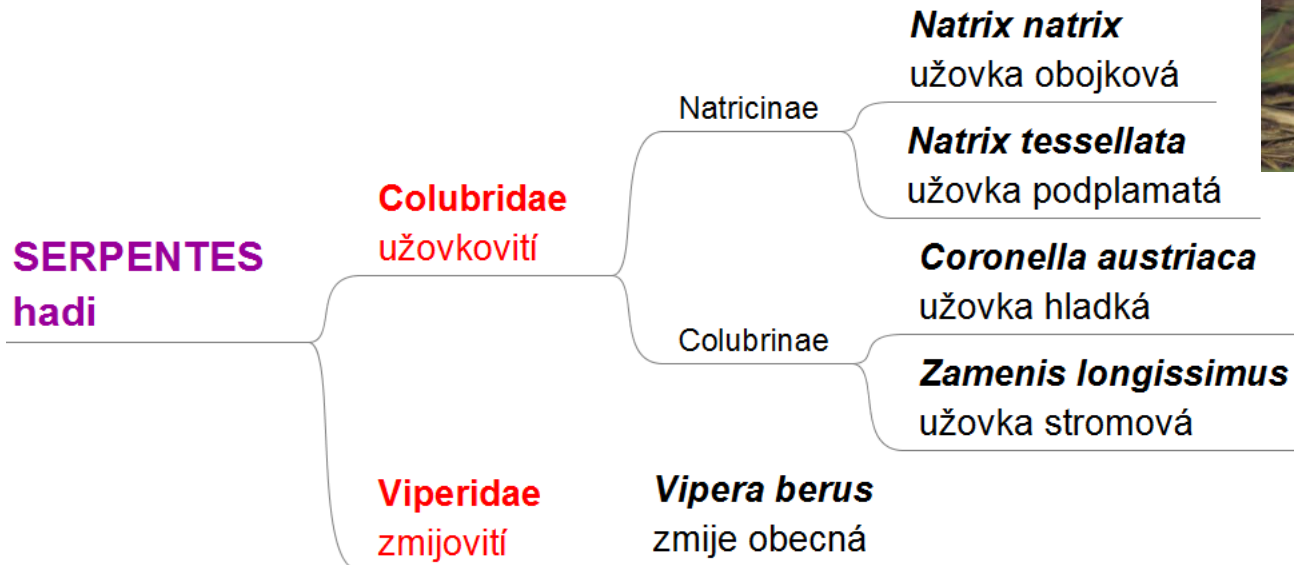 SERPENTES
hadi
Colubridae
užovkovití
Natricinae
Natrix natrix
užovka obojková
Natrix tessellata
užovka podplamatá
Colubrinae
Coronella austriaca
užovka hladká
Zamenis longissimus
užovka stromová
Viperidae
zmijovití
Vipera berus
zmije obecná